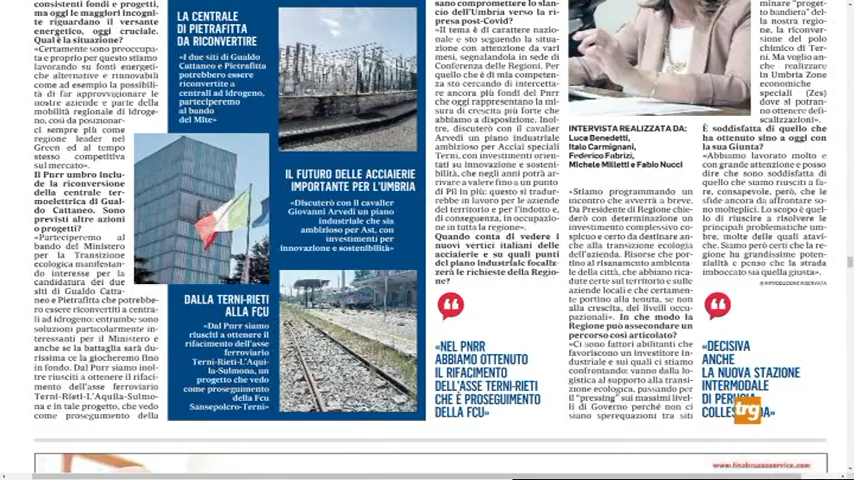 consistenti fondi e progetti,
ma oggi le maggiori incogni-
te riguardano il versante
energetico, oggi cruciale.
Qual è la situazione?
«Certamente sono preoccupa-
ta e proprio per questo stiamo
lavorando su fonti energeti-
che alternative e rinnovabili
come ad esempio la possibili-
tà di far approvvigionare le
nostre aziende e parte della
mobilità regionale di idroge-
no, così da posizionar-
ci sempre più come
regione leader nel
Green ed al tempo
stesso competitiva
sul mercato».
Il Pnrr umbro inclu-
de la riconversione
della centrale ter-
moelettrica di Gual-
do Cattaneo. Sono
previsti altre azioni
o progetti?
«Parteciperemo al
bando del Ministero
per la Transizione
ecologica manifestan-
do interesse per la
candidatura dei due
siti di Gualdo Catta-
neo e Pietrafitta che potrebbe-
ro essere riconvertiti a centra-
li ad idrogeno: entrambe sono
soluzioni particolarmente in-
teressanti per il Ministero e
anche se la battaglia sarà du-
rissima ce la giocheremo fino
in fondo. Dal Pnrr siamo inol-
tre riusciti a ottenere il rifaci-
mento dell'asse ferroviario
Terni-Rieti-L'Aquila-Sulmo-
na e in tale progetto, che vedo
come proseguimento della
LA CENTRALE
DI PIETRAFITTA
DA RICONVERTIRE
«I due siti di Gualdo
Cattaneo e Pietrafitta
potrebbero essere
riconvertite a
centrali ad idrogeno,
parteciperemo
al bando
del Mite»
IL FUTURO DELLE ACCIAIERIE
IMPORTANTE PER L'UMBRIA
«Discuterò con il cavalier
Giovanni Arvedi un piano
industriale che sia
ambizioso per Ast, con
investimenti per
innovazione e sostenibilità»
DALLA TERNI-RIETI
ALLA FCU
«Dal Pnrr siamo
riusciti a ottenere il
rifacimento dell'asse
ferroviario
Terni-Rieti-L'Aqui-
la-Sulmona, un
progetto che vedo
come proseguimento
della Fcu
Sansepolcro-Terni»
sano compromettere lo slan-
cio dell'Umbria verso la ri-
presa post-Covid?
«Il tema è di carattere nazio-
nale e sto seguendo la situa-
zione con attenzione da vari
mesi, segnalandola in sede di
Conferenza delle Regioni. Per
quello che è di mia competen-
za sto cercando di intercetta-
re ancora più fondi del Pnrr
che oggi rappresentano la mi-
sura di crescita più forte che
abbiamo a disposizione. Inol-
tre, discuterò con il cavalier
Arvedi un piano industriale
ambizioso per Acciai speciali
Terni, con investimenti orien-
tati su innovazione e sosteni-
bilità, che negli anni potrà ar-
rivare a valere fino a un punto
di Pil in più: questo si tradur-
rebbe in lavoro per le aziende
del territorio e per l'indotto e,
di conseguenza, in occupazio-
ne in tutta la regione».
Quando conta di vedere i
nuovi vertici italiani delle
acciaierie e su quali punti
del piano industriale focaliz-
zerà le richieste della Regio-
ne?
«NEL PNRR
ABBIAMO OTTENUTO
IL RIFACIMENTO
DELL'ASSE TERNI-RIETI
CHE È PROSEGUIMENTO
DELLA FCU»
INTERVISTA REALIZZATA DA:
Luca Benedetti,
Italo Carmignani,
Federico Fabrizi,
Michele Milletti e Fabio Nucci
«Stiamo programmando un
incontro che avverrà a breve.
Da Presidente di Regione chie-
derò con determinazione un
investimento complessivo co-
spicuo e certo da destinare an-
che alla transizione ecologica
dell'azienda. Risorse che por-
tino al risanamento ambienta-
le della città, che abbiano rica-
dute certe sul territorio e sulle
aziende locali e che certamen-
te portino alla tenuta, se non
alla crescita, dei livelli occu-
pazionali». In che modo la
Regione può assecondare un
percorso così articolato?
«Ci sono fattori abilitanti che
favoriscono un investitore in-
dustriale e sui quali ci stiamo
confrontando: vanno dalla lo-
gistica al supporto alla transi-
zione ecologica, passando per
il "pressing" sui massimi livel-
li di Governo perché non ci
siano sperequazioni tra siti
minare "proget-
to bandiera" del-
la nostra regio-
ne, la riconver-
sione del polo
chimico di Ter-
ni. Ma voglio an-
che realizzare
in Umbria Zone
economiche
speciali (Zes)
dove si potran-
no ottenere defi-
scalizzazioni».
È soddisfatta di quello che
ha ottenuto sino a oggi con
la sua Giunta?
«Abbiamo lavorato molto e
con grande attenzione e posso
dire che sono soddisfatta di
quello che siamo riusciti a fa-
re, consapevole, però, che le
sfide ancora da affrontare so-
no molteplici. Lo scopo è quel-
lo di riuscire a risolvere le
principali problematiche um-
bre, molte delle quali ataviche.
Siamo però certi che la re-
gione ha grandissime poten-
zialità e penso che la strada
imboccata sia quella giusta».
© RIPRODUZIONE RISERVATA
«DECISIVA
ANCHE
LA NUOVA STAZIONE
INTERMODALE
DI
trg
www.finabruzzoservice.com